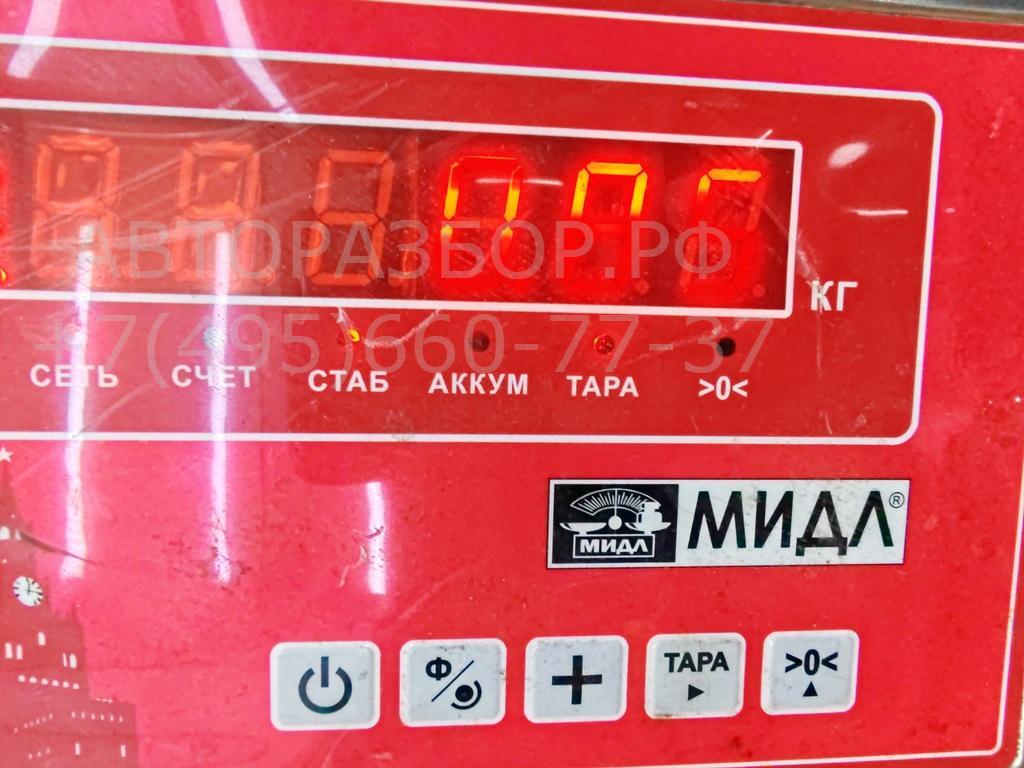 КГ
АВТОРАЗБОР.РФ
+7(495)660-77-37
СЕТЬ СЧЕТ СТАБ АККУМ ТАРА >0<
МИДЛ МИДЛ®
Ф ТАРА >0<